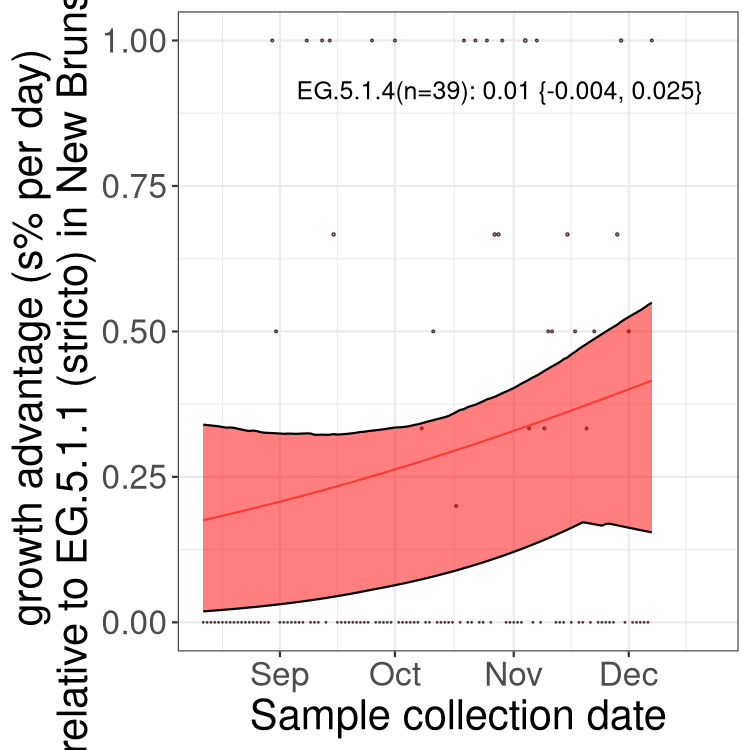 growth advantage (s% per day)
relative to EG.5.1.1 (stricto) in New Bruns
1.00
0.75
0.50
0.25
0.00
EG.5.1.4(n=39): 0.01 {-0.004, 0.025}
Sep Oct Nov Dec
Sample collection date